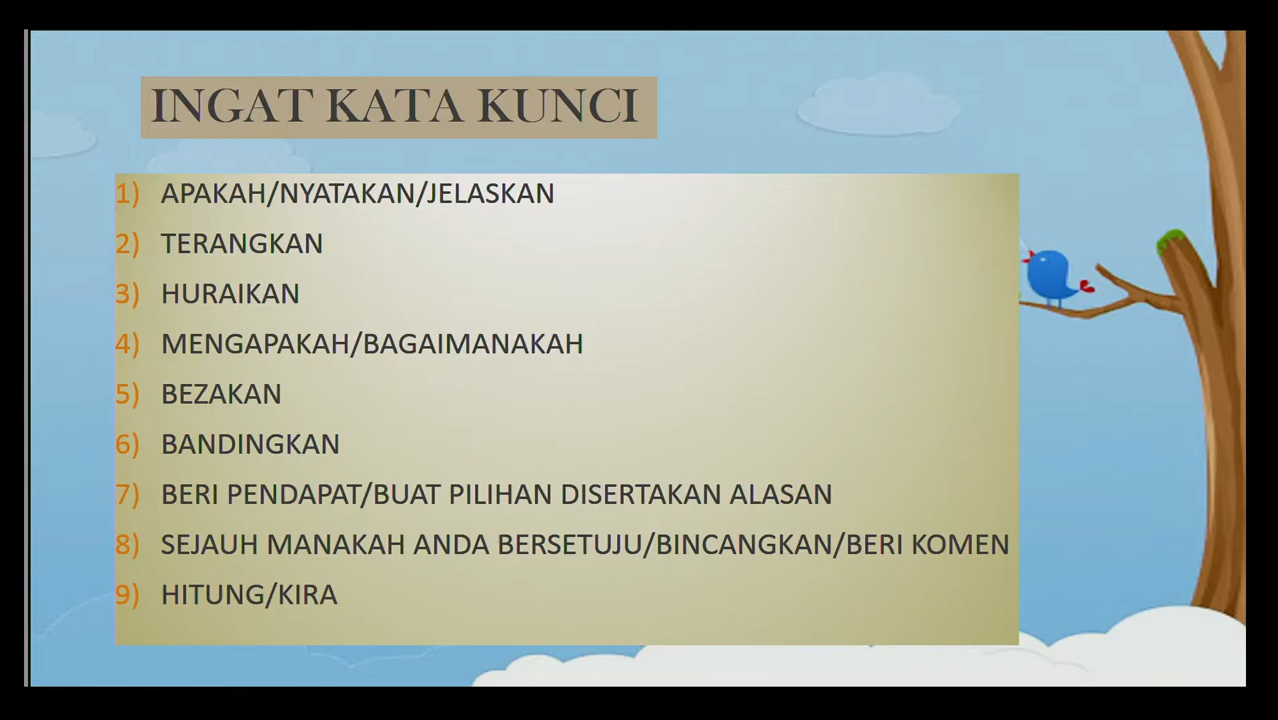 INGAT KATA KUNCI
1) APAKAH/NYATAKAN/JELASKAN
2) TERANGKAN
3) HURAIKAN
4) MENGAPAKAH/BAGAIMANAKAH
5) BEZAKAN
6) BANDINGKAN
7) BERI PENDAPAT/BUAT PILIHAN DISERTAKAN ALASAN
8) SEJAUH MANAKAH ANDA BERSETUJU/BINCANGKAN/BERI KOMEN
9) HITUNG/KIRA